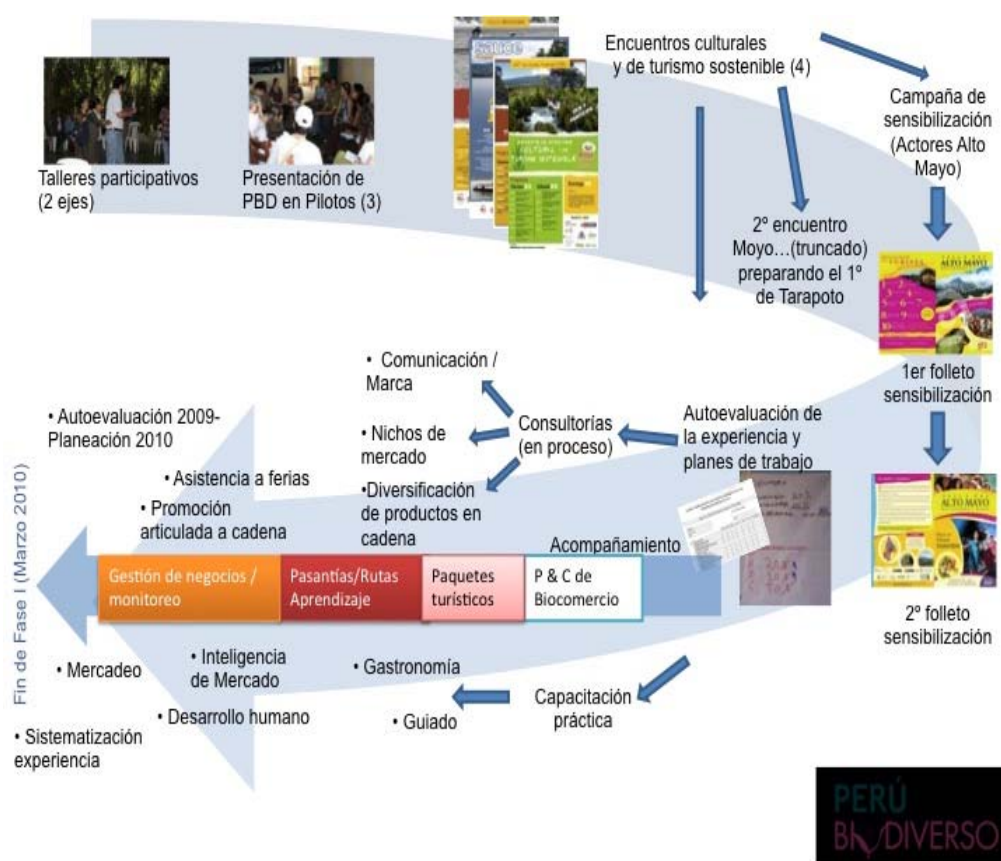 Talleres participativos
(2 ejes)
Presentación de
PBD en Pilotos (3)
sauce
Encuentros culturales
y de turismo sostenible (4)
Campaña de
sensibilización
(Actores Alto
Mayo)
2º encuentro
Moyo…(truncado)
preparando el 1º
de Tarapoto
ALTO MAYO
1er folleto
sensibilización
ALTO MAYO
2º folleto
sensibilización
Autoevaluación de
la experiencia y
planes de trabajo
Consultorías
(en proceso)
• Comunicación /
Marca
• Nichos de
mercado
•Diversificación
de productos en
cadena
• Autoevaluación 2009-
Planeación 2010
• Asistencia a ferias
• Promoción
articulada a cadena
Acompañamiento
Gestión de negocios /
monitoreo
Pasantías/Rutas
Aprendizaje
Paquetes
turísticos
P & C de
Biocomercio
Fin de Fase I (Marzo 2010)
• Mercadeo
• Inteligencia
de Mercado
• Desarrollo humano
• Sistematización
experiencia
• Gastronomía
• Guiado
Capacitación
práctica
PERÚ
BIODIVERSO